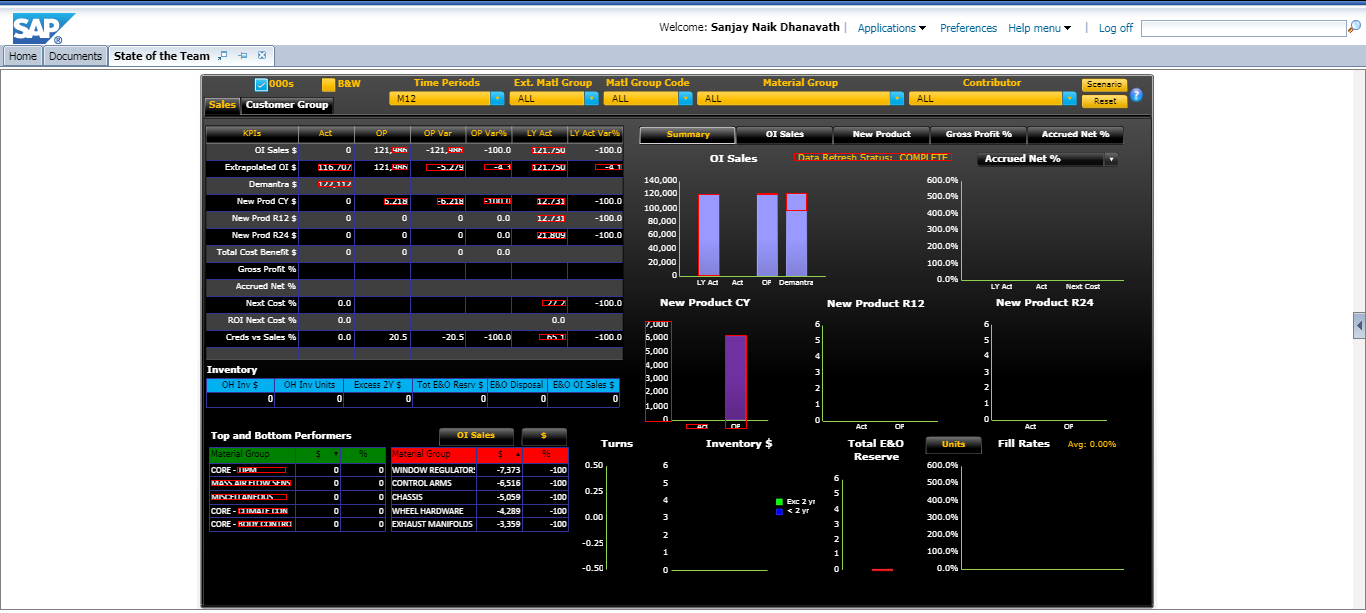 SAP ®
Welcome: Sanjay Naik Dhanavath | Applications Preferences Help menu | Log off
Home Documents State of the Team
000s B&W Time Periods Ext. Matl Group Matl Group Code Material Group Contributor Scenario
M12 ALL ALL ALL ALL Reset ?
Sales Customer Group
KPIs Act OP OP Var OP Var% LY Act LY Act Var%
OI Sales $ 0 121,986 -121,986 -100.0 121,750 -100.0
Extrapolated OI $ 116,707 121,986 -5,279 -4.3 121,750 -4.1
Demantra $ 122,112
New Prod CY $ 0 6,218 -6,218 -100.0 12,731 -100.0
New Prod R12 $ 0 0 0 0.0 12,731 -100.0
New Prod R24 $ 0 0 0 0.0 21,809 -100.0
Total Cost Benefit $ 0 0 0 0.0
Gross Profit %
Accrued Net %
Next Cost % 0.0 27.2 -100.0
ROI Next Cost % 0.0 0.0
Creds vs Sales % 0.0 20.5 -20.5 -100.0 65.1 -100.0
Summary OI Sales New Product Gross Profit % Accrued Net %
OI Sales Data Refresh Status: COMPLETE Accrued Net %
140,000
120,000
100,000
80,000
60,000
40,000
20,000
0
LY Act Act OP Demantra
600.0%
500.0%
400.0%
300.0%
200.0%
100.0%
0.0%
LY Act Act Next Cost
New Product CY New Product R12 New Product R24
7,000
6,000
5,000
4,000
3,000
2,000
1,000
0
Act OP
6
5
4
3
2
1
0
Act OP
6
5
4
3
2
1
0
Act OP
Inventory
OH Inv $ OH Inv Units Excess 2Y $ Tot E&O Resrv $ E&O Disposal E&O OI Sales $
0 0 0 0 0 0
Top and Bottom Performers OI Sales $
Material Group $ % Material Group $ %
CORE - UPM 0 0 WINDOW REGULATORS -7,373 -100
MASS AIR FLOW SENS 0 0 CONTROL ARMS -6,516 -100
MISCELLANEOUS 0 0 CHASSIS -5,059 -100
CORE - CLIMATE CON 0 0 WHEEL HARDWARE -4,289 -100
CORE - BODY CONTRO 0 0 EXHAUST MANIFOLDS -3,359 -100
Turns
0.50
0.25
0.00
-0.25
-0.50
Inventory $
6
5
4
3
2
1
0
Exc 2 yr
< 2 yr
Total E&O
Reserve
6
5
4
3
2
1
0
Units Fill Rates Avg: 0.00%
600.0%
500.0%
400.0%
300.0%
200.0%
100.0%
0.0%